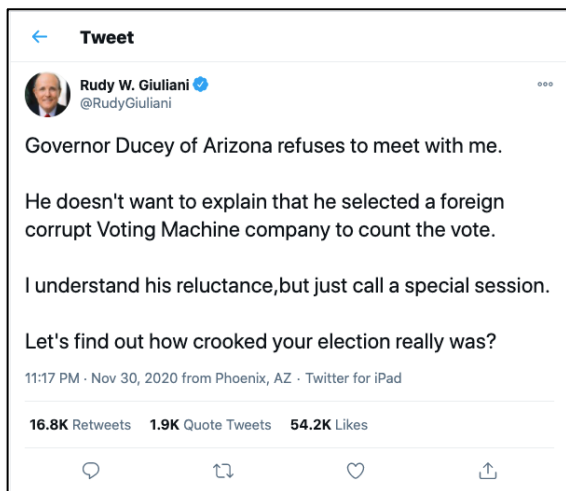 Tweet
Rudy W. Giuliani
@RudyGiuliani
Governor Ducey of Arizona refuses to meet with me.
He doesn't want to explain that he selected a foreign
corrupt Voting Machine company to count the vote.
I understand his reluctance,but just call a special session.
Let's find out how crooked your election really was?
11:17 PM · Nov 30, 2020 from Phoenix, AZ · Twitter for iPad
16.8K Retweets 1.9K Quote Tweets 54.2K Likes